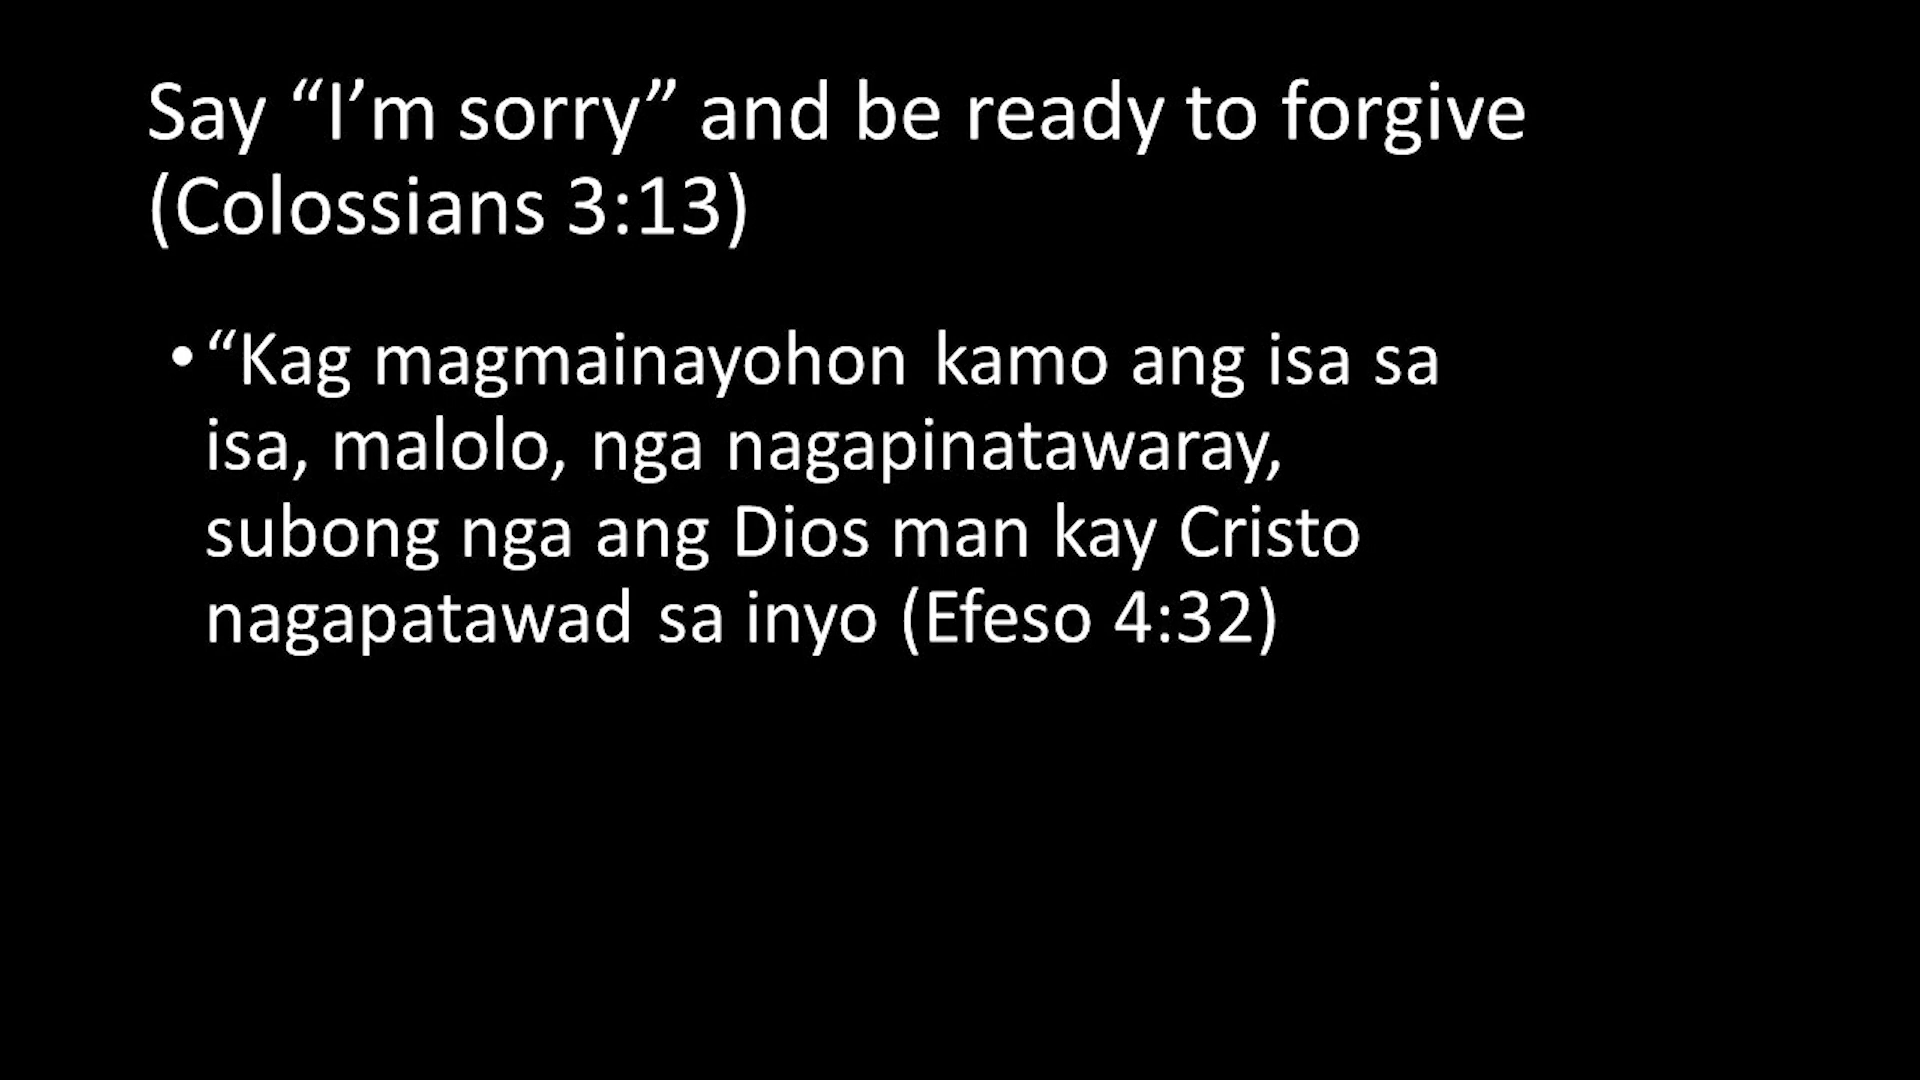 Say “I’m sorry” and be ready to forgive
(Colossians 3:13)
• “Kag magmainayohon kamo ang isa sa
isa, malolo, nga nagapinatawaray,
subong nga ang Dios man kay Cristo
nagapatawad sa inyo (Efeso 4:32)